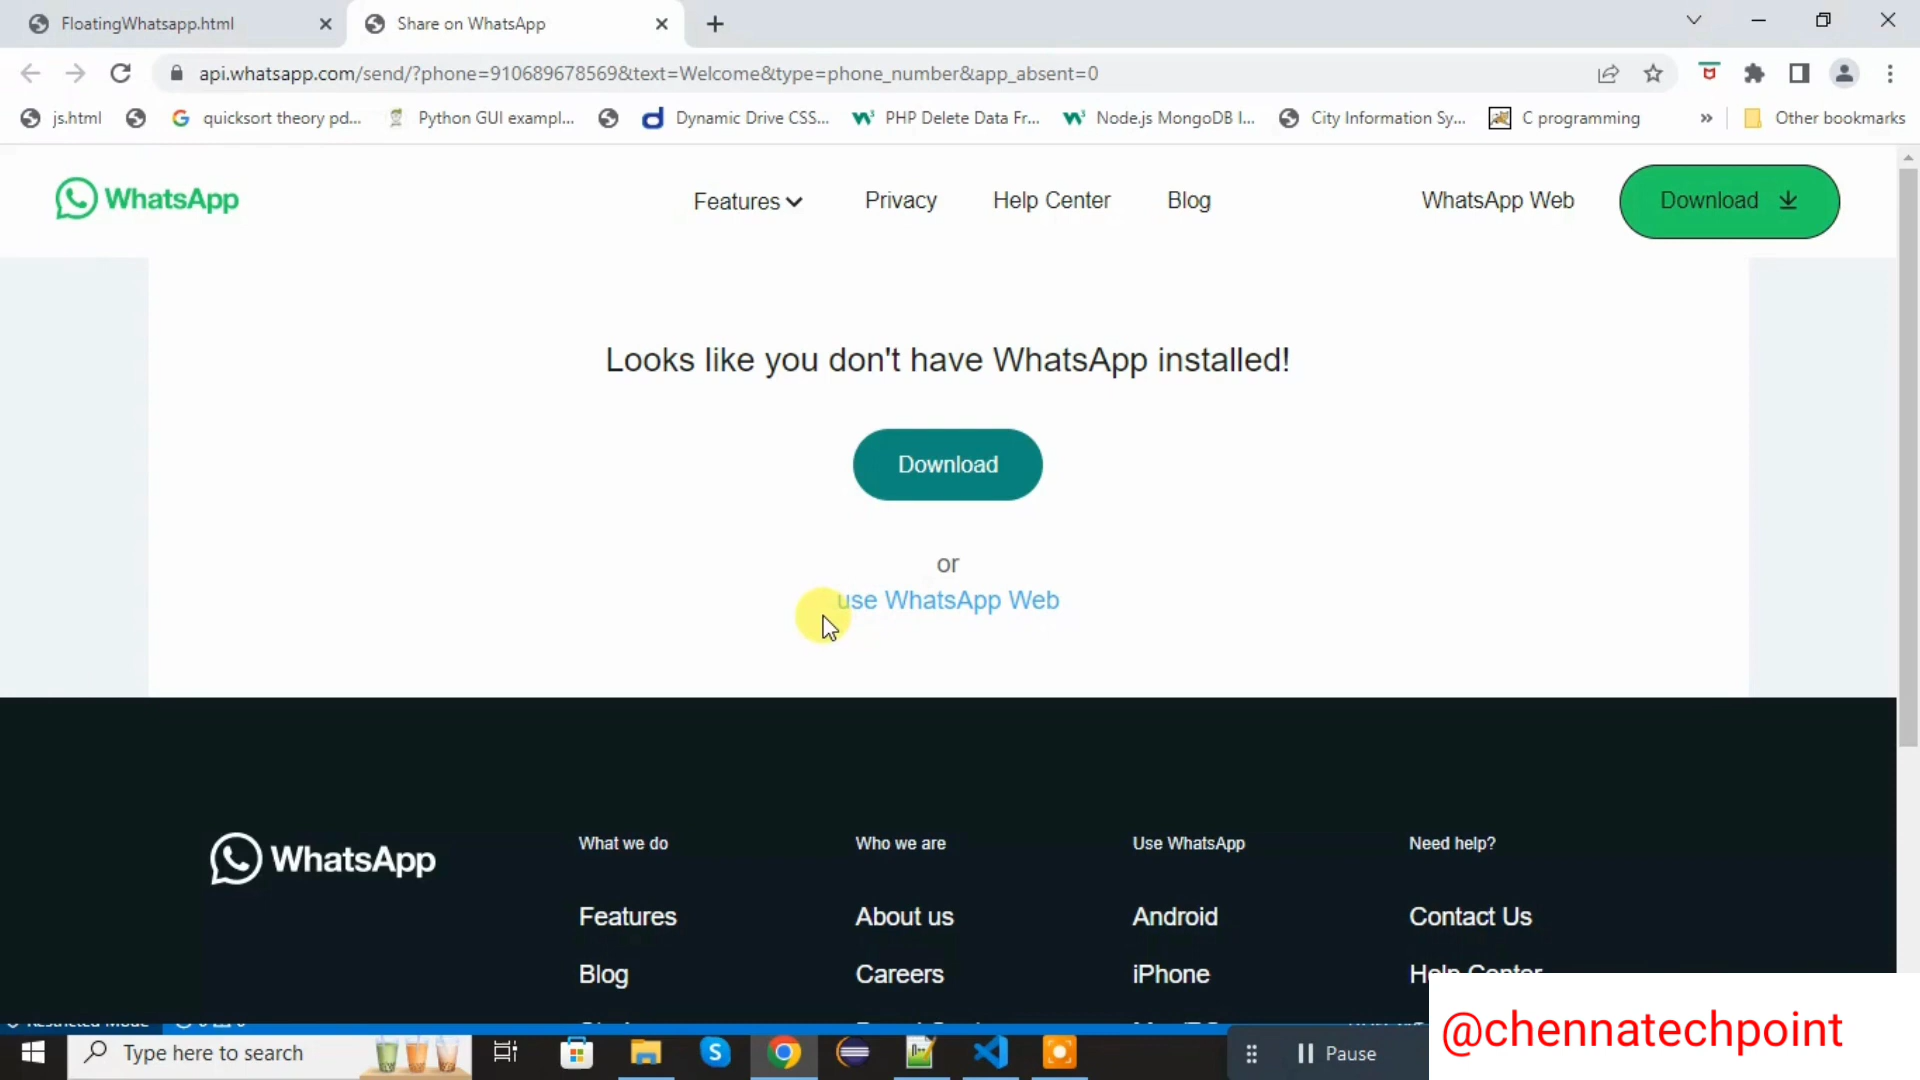 FloatingWhatsapp.html
Share on WhatsApp
api.whatsapp.com/send/?phone=910689678569&text=Welcome&type=phone_number&app_absent=0
js.html
quicksort theory pd...
Python GUI exampl...
Dynamic Drive CSS...
PHP Delete Data Fr...
Node.js MongoDB I...
City Information Sy...
C programming
»
Other bookmarks
WhatsApp
Features
Privacy
Help Center
Blog
WhatsApp Web
Download
Looks like you don't have WhatsApp installed!
Download
or
use WhatsApp Web
WhatsApp
What we do
Who we are
Use WhatsApp
Need help?
Features
About us
Android
Contact Us
Blog
Careers
iPhone
Help Center
Type here to search
Pause
@chennatechpoint